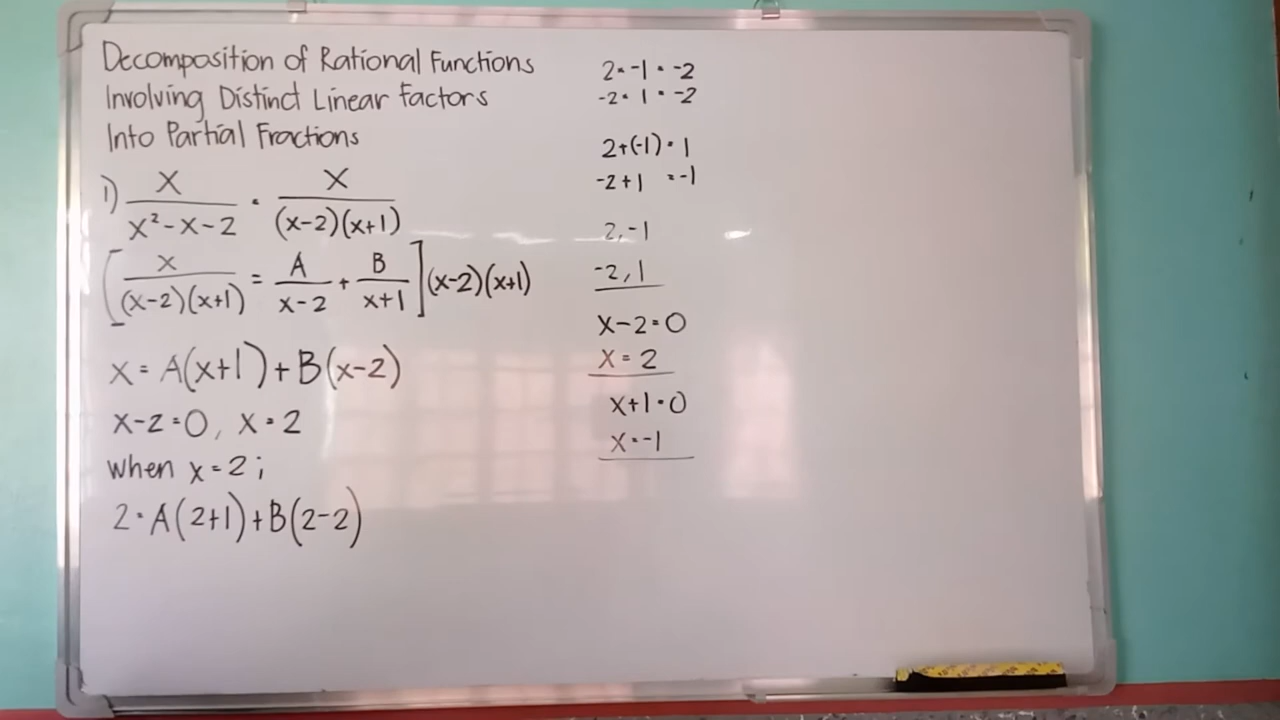 Decomposition of Rational Functions
Involving Distinct Linear Factors
Into Partial Fractions
1) x/(x²-x-2) = x/((x-2)(x+1))
[x/((x-2)(x+1)) = A/(x-2) + B/(x+1)](x-2)(x+1)
x = A(x+1)+B(x-2)
x-2=0, x=2
when x=2;
2=A(2+1)+B(2-2)
2·-1=-2
-2·1=-2
2+(-1)=1
-2+1=-1
2,-1
-2,1
x-2=0
x=2
x+1=0
x=-1